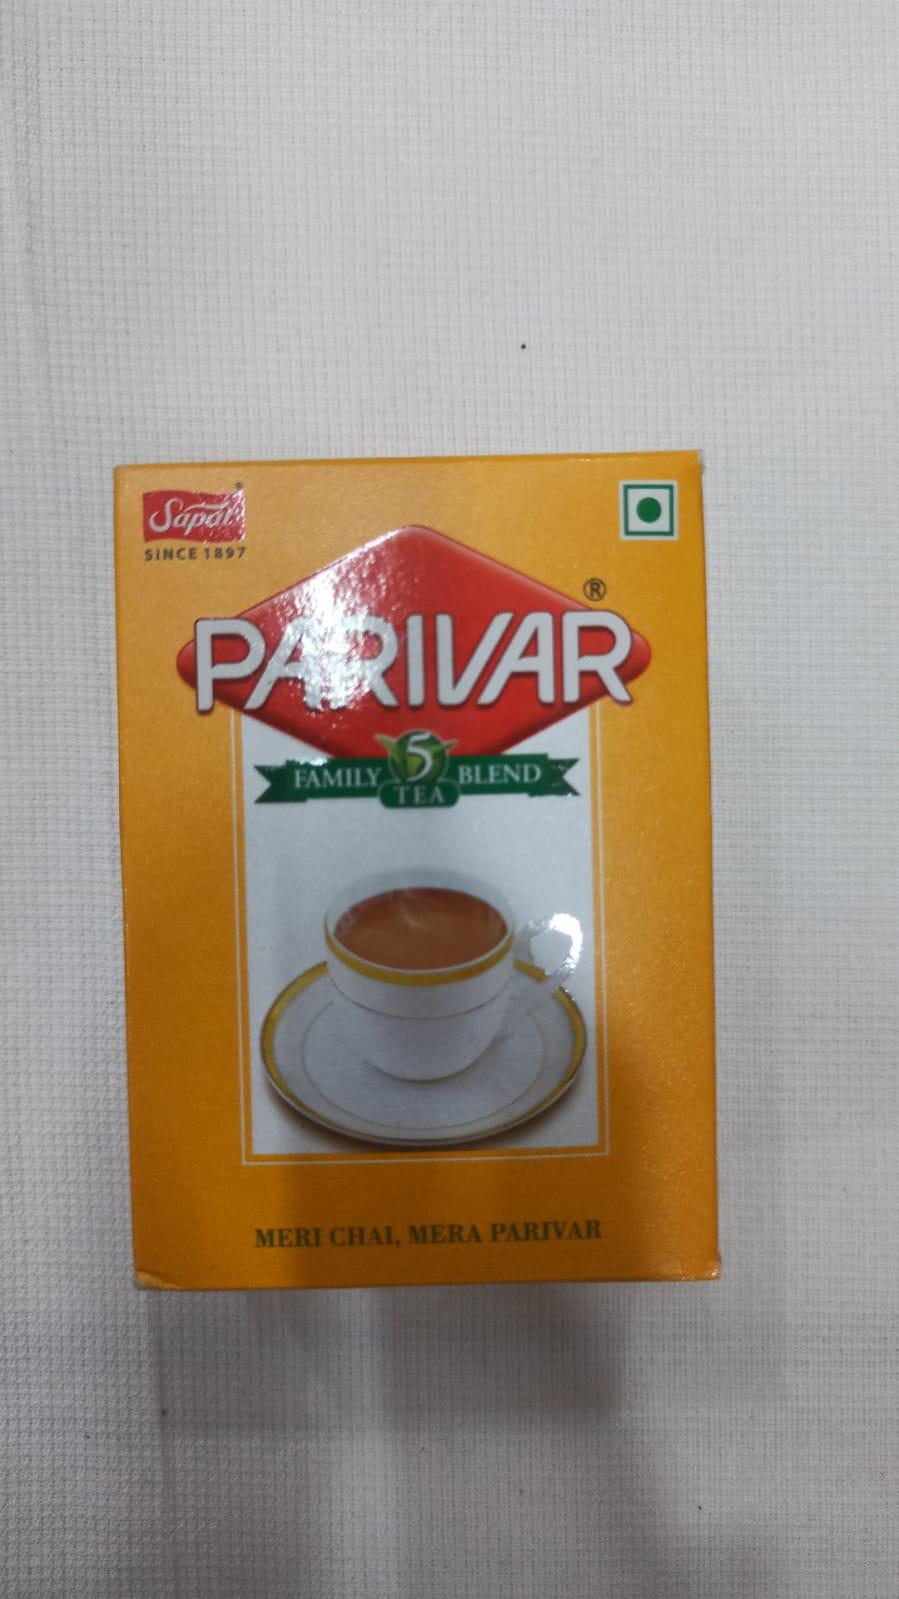 Sapat
SINCE 1897
PARIVAR®
FAMILY 5 BLEND
TEA
MERI CHAI, MERA PARIVAR